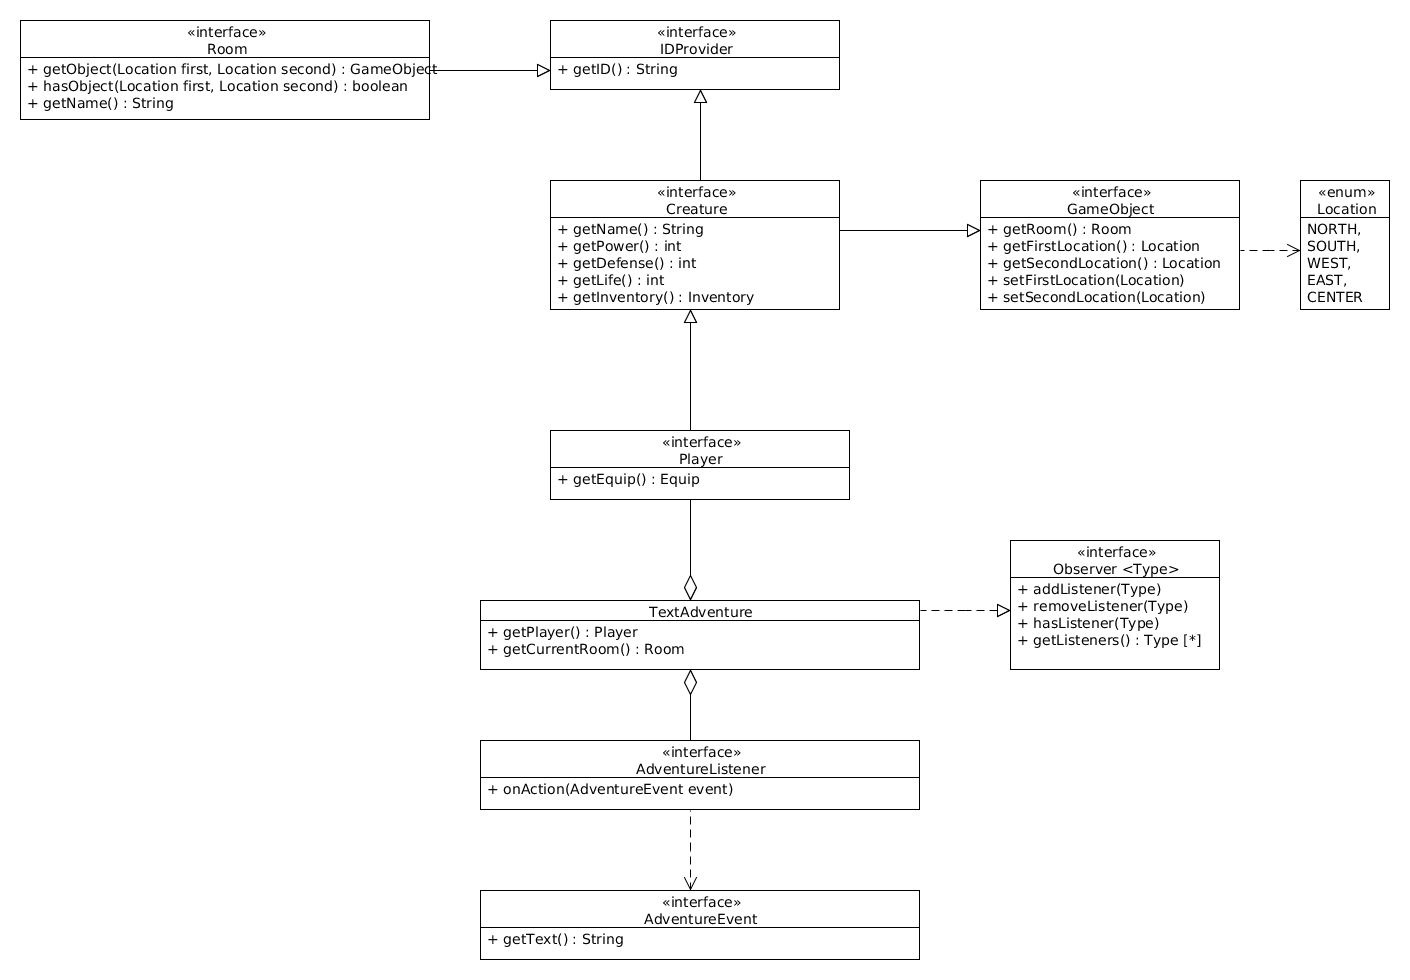 «interface»
Room
+ getObject(Location first, Location second) : GameObject
+ hasObject(Location first, Location second) : boolean
+ getName() : String
«interface»
IDProvider
+ getID() : String
«interface»
Creature
+ getName() : String
+ getPower() : int
+ getDefense() : int
+ getLife() : int
+ getInventory() : Inventory
«interface»
GameObject
+ getRoom() : Room
+ getFirstLocation() : Location
+ getSecondLocation() : Location
+ setFirstLocation(Location)
+ setSecondLocation(Location)
«enum»
Location
NORTH,
SOUTH,
WEST,
EAST,
CENTER
«interface»
Player
+ getEquip() : Equip
«interface»
Observer <Type>
+ addListener(Type)
+ removeListener(Type)
+ hasListener(Type)
+ getListeners() : Type [*]
TextAdventure
+ getPlayer() : Player
+ getCurrentRoom() : Room
«interface»
AdventureListener
+ onAction(AdventureEvent event)
«interface»
AdventureEvent
+ getText() : String